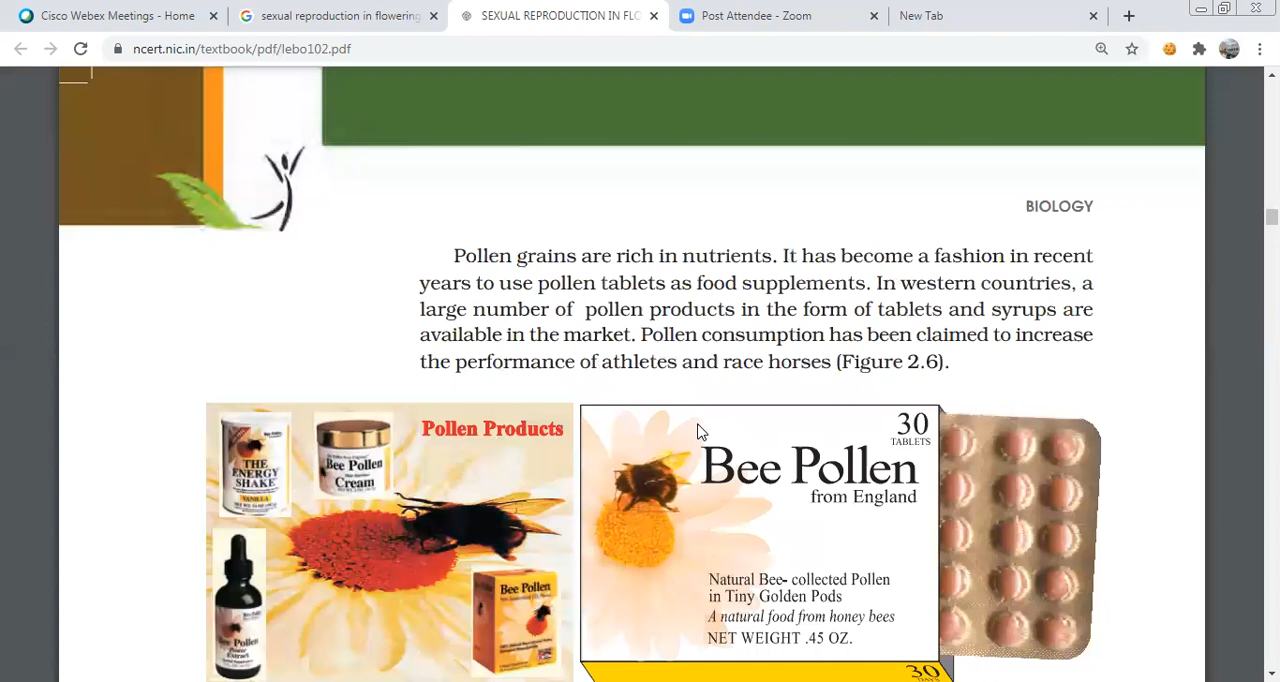 Cisco Webex Meetings - Home
sexual reproduction in flowering
SEXUAL REPRODUCTION IN FLO
Post Attendee - Zoom
New Tab
ncert.nic.in/textbook/pdf/lebo102.pdf
BIOLOGY
Pollen grains are rich in nutrients. It has become a fashion in recent
years to use pollen tablets as food supplements. In western countries, a
large number of pollen products in the form of tablets and syrups are
available in the market. Pollen consumption has been claimed to increase
the performance of athletes and race horses (Figure 2.6).
Pollen Products
THE
ENERGY
SHAKE
VANILLA
Bee Pollen
Cream
Bee Pollen
Power
Extract
Bee Pollen
30
TABLETS
Bee Pollen
from England
Natural Bee- collected Pollen
in Tiny Golden Pods
A natural food from honey bees
NET WEIGHT .45 OZ.
30
DAYS